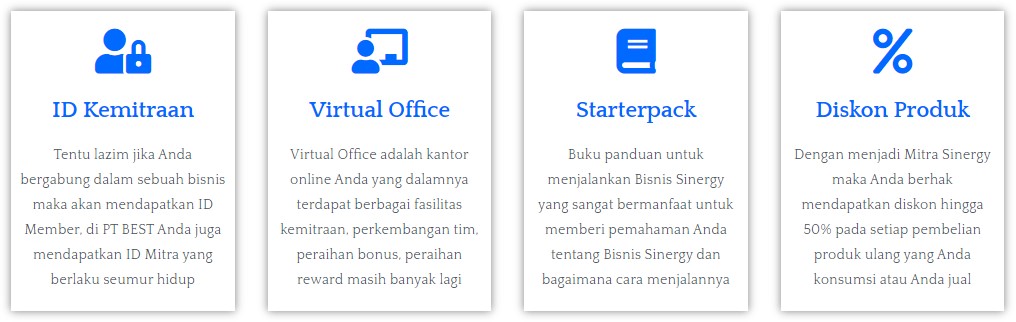 ID Kemitraan
Tentu lazim jika Anda
bergabung dalam sebuah bisnis
maka akan mendapatkan ID
Member, di PT BEST Anda juga
mendapatkan ID Mitra yang
berlaku seumur hidup
Virtual Office
Virtual Office adalah kantor
online Anda yang dalamnya
terdapat berbagai fasilitas
kemitraan, perkembangan tim,
peraihan bonus, peraihan
reward masih banyak lagi
Starterpack
Buku panduan untuk
menjalankan Bisnis Sinergy
yang sangat bermanfaat untuk
memberi pemahaman Anda
tentang Bisnis Sinergy dan
bagaimana cara menjalannya
Diskon Produk
Dengan menjadi Mitra Sinergy
maka Anda berhak
mendapatkan diskon hingga
50% pada setiap pembelian
produk ulang yang Anda
konsumsi atau Anda jual